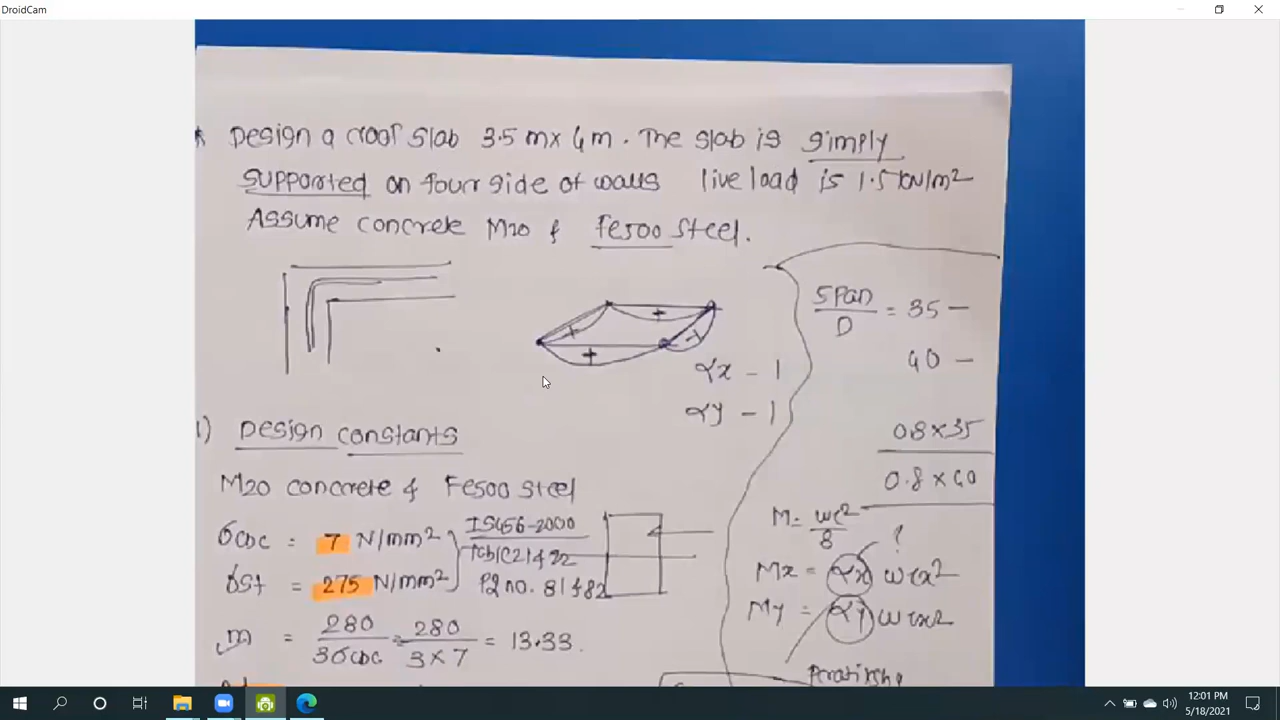 DroidCam
* Design a roof slab 3.5 m x 4 m. The slab is simply
supported on four side of walls live load is 1.5 kN/m2
Assume concrete M20 & Fe500 steel.
Span/D = 35 -
40 -
αx - 1
αy - 1
0.8 x 35
0.8 x 40
1) Design constants
M20 concrete & Fe500 steel
σcbc = 7 N/mm2
σst = 275 N/mm2
IS456-2000
Tbl C 21 & 22
Pg no. 81 & 82
m = 280/3σcbc = 280/3 x 7 = 13.33.
M = wl2/8
?
Mx = αx wlx2
My = αy wlx2
12:01 PM
5/18/2021